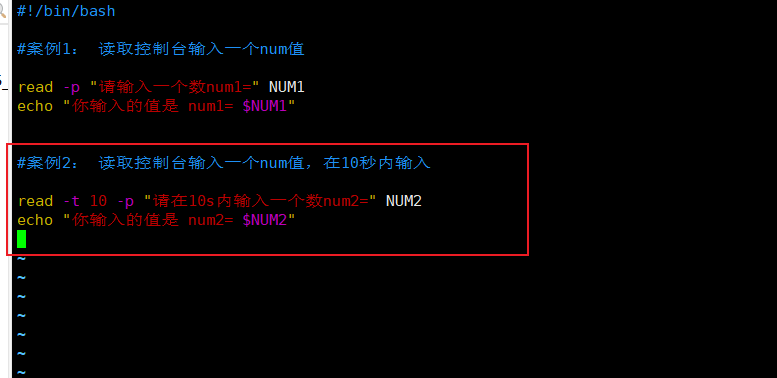 #!/bin/bash
#案例1： 读取控制台输入一个num值
read -p "请输入一个数num1=" NUM1
echo "你输入的值是 num1= $NUM1"
#案例2： 读取控制台输入一个num值，在10秒内输入
read -t 10 -p "请在10s内输入一个数num2=" NUM2
echo "你输入的值是 num2= $NUM2"
~
~
~
~
~
~
~